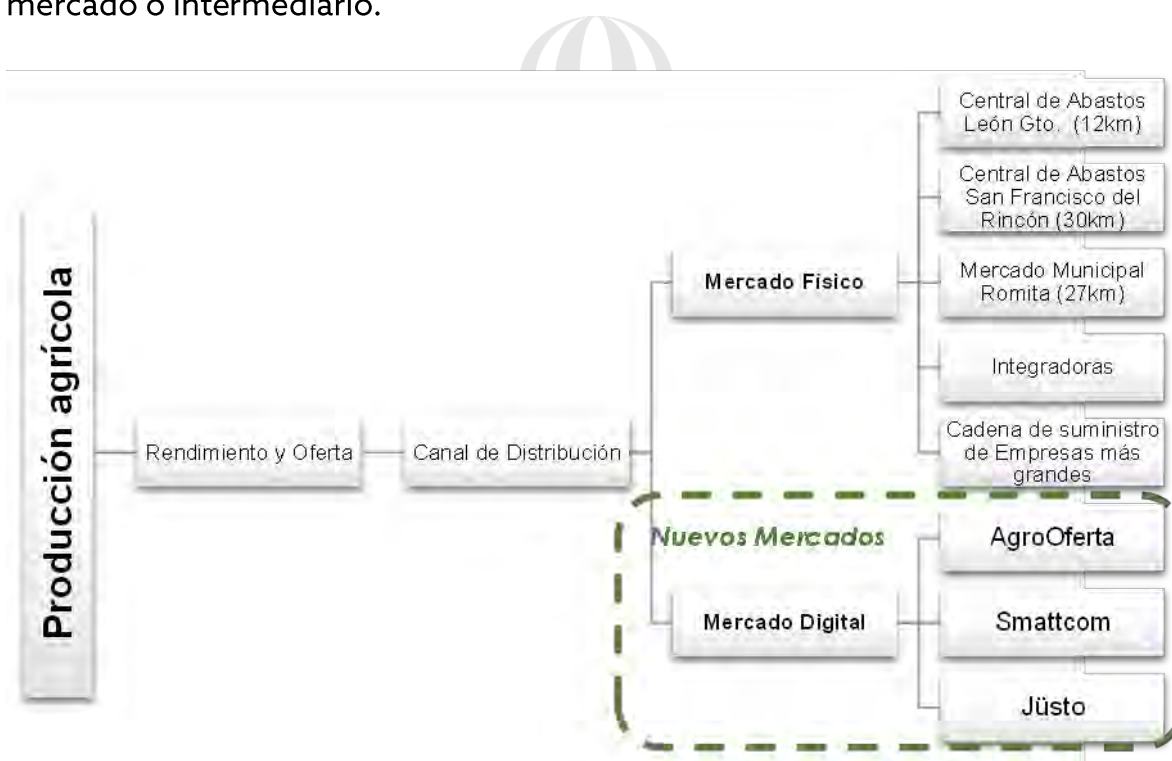 mercado o intermediario.
Producción agrícola
Rendimiento y Oferta
Canal de Distribución
Mercado Físico
Central de Abastos
León Gto. (12km)
Central de Abastos
San Francisco del
Rincón (30km)
Mercado Municipal
Romita (27km)
Integradoras
Cadena de suministro
de Empresas más
grandes
Nuevos Mercados
Mercado Digital
AgroOferta
Smattcom
Jüsto